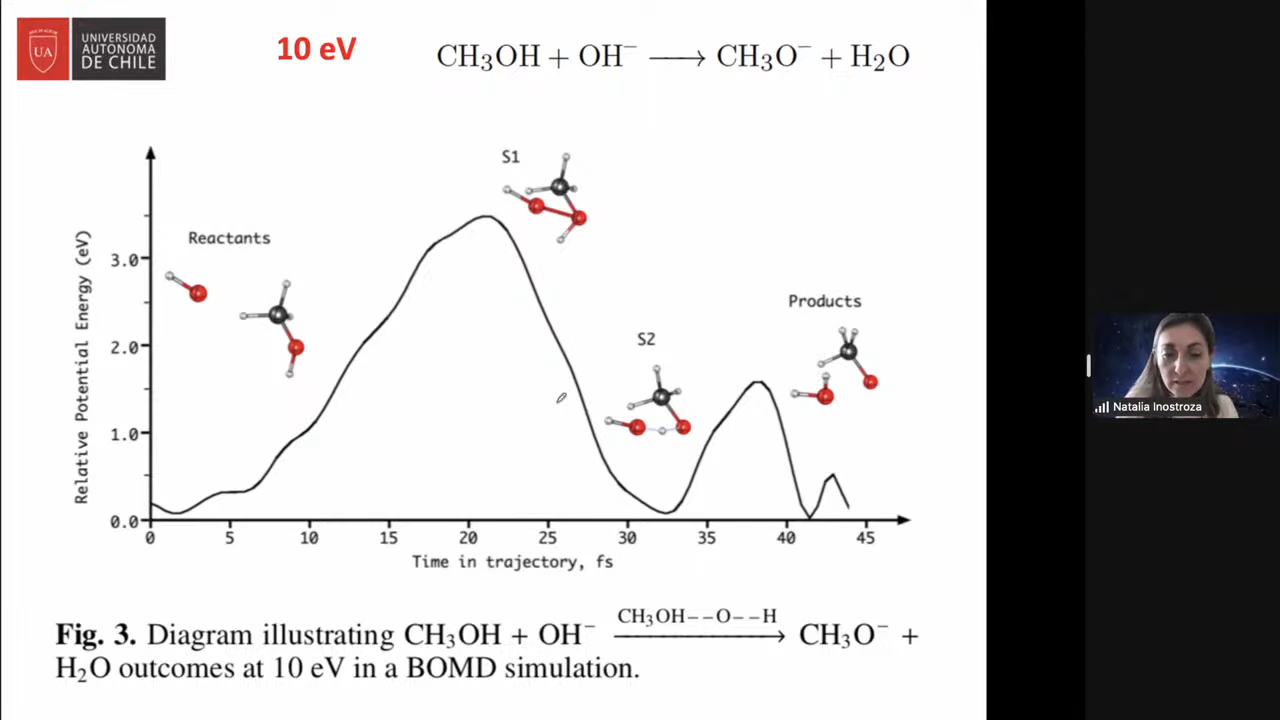 UA
UNIVERSIDAD
AUTONOMA
DE CHILE
10 eV
CH₃OH + OH⁻ ⟶ CH₃O⁻ + H₂O
S1
Reactants
Relative Potential Energy (eV)
3.0
2.0
1.0
0.0
Products
S2
0 5 10 15 20 25 30 35 40 45
Time in trajectory, fs
CH₃OH−−O−−H
Fig. 3. Diagram illustrating CH₃OH + OH⁻ ⟶ CH₃O⁻ +
H₂O outcomes at 10 eV in a BOMD simulation.
Natalia Inostroza